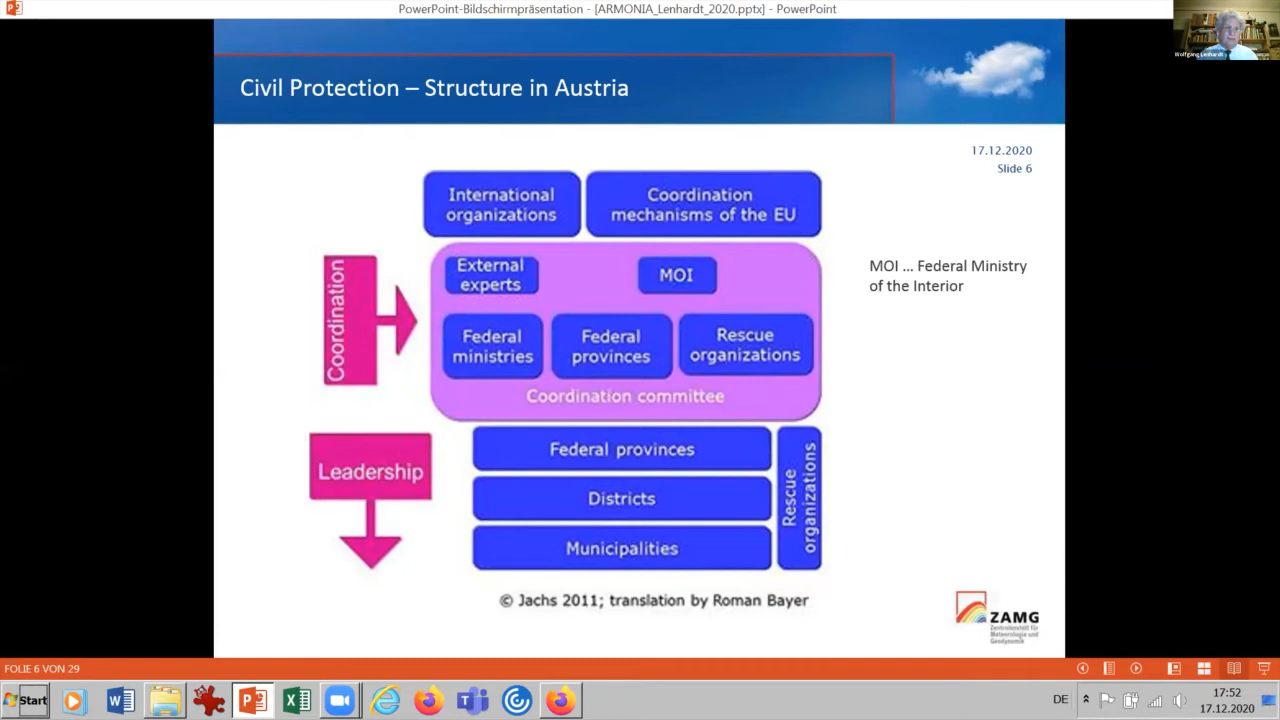 PowerPoint-Bildschirmpräsentation - [ARMONIA_Lenhardt_2020.pptx] - PowerPoint
Wolfgang Lenhardt
Civil Protection – Structure in Austria
17.12.2020
Slide 6
International
organizations
Coordination
mechanisms of the EU
Coordination
External
experts
MOI
MOI ... Federal Ministry
of the Interior
Federal
ministries
Federal
provinces
Rescue
organizations
Coordination committee
Leadership
Federal provinces
Districts
Municipalities
Rescue
organizations
© Jachs 2011; translation by Roman Bayer
ZAMG
Zentralanstalt für
Meteorologie und
Geodynamik
FOLIE 6 VON 29
Start
DE
17:52
17.12.2020